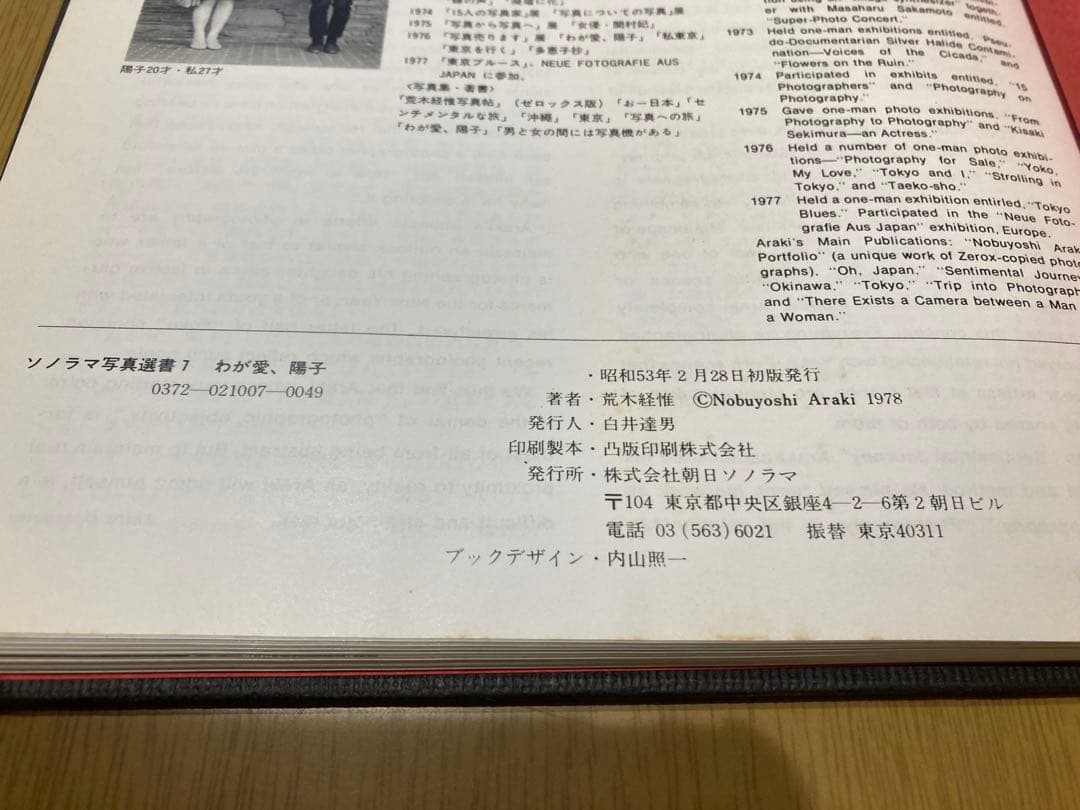 陽子20才・私27才
1974 「15人の写真家」展 「写真についての写真」展
1975 「写真から写真へ」展 「女優・関村妃」
1976 「写真売ります」展 「わが愛、陽子」「私東京」
「東京を行く」「多恵子抄」
1977 「東京ブルース」。NEUE FOTOGRAFIE AUS
JAPAN に参加。
〈写真集・著書〉
「荒木経惟写真帖」（ゼロックス版）「おー日本」「セ
ンチメンタルな旅」「沖縄」「東京」「写真への旅」
「わが愛、陽子」「男と女の間には写真機がある」
er with Masaharu Sakamoto entitled,
"Super-Photo Concert."
1973 Held one-man exhibitions entitled, "Pseu-
do-Documentarian Silver Halide Contami-
nation—Voices of the Cicada," and
"Flowers on the Ruin."
1974 Participated in exhibits entitled, "15
Photographers" and "Photography on
Photography."
1975 Gave one-man photo exhibitions, "From
Photography to Photography" and "Kisaki
Sekimura—an Actress."
1976 Held a number of one-man photo exhibi-
tions—"Photography for Sale," "Yoko,
My Love," "Tokyo and I," "Strolling in
Tokyo," and "Taeko-sho."
1977 Held a one-man exhibition entirled, "Tokyo
Blues." Participated in the "Neue Foto-
grafie Aus Japan" exhibition, Europe.
Araki's Main Publications: "Nobuyoshi Arak
Portfolio" (a unique work of Zerox-copied photo
graphs). "Oh, Japan," "Sentimental Journey
"Okinawa," "Tokyo," "Trip into Photograph
and "There Exists a Camera between a Man
a Woman."
ソノラマ写真選書7 わが愛、陽子
0372—021007—0049
・昭和53年2月28日初版発行
著者・荒木経惟 ©Nobuyoshi Araki 1978
発行人・白井達男
印刷製本・凸版印刷株式会社
発行所・株式会社朝日ソノラマ
〒104 東京都中央区銀座4—2—6第2朝日ビル
電話 03 (563) 6021 振替 東京40311
ブックデザイン・内山照一